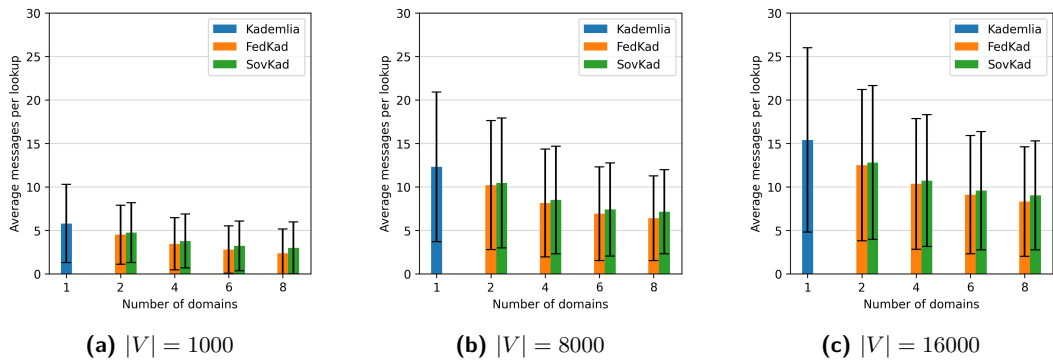 30
25
20
15
10
5
0
Average messages per lookup
Kademlia
FedKad
SovKad
1 2 4 6 8
Number of domains
(a) |V| = 1000
30
25
20
15
10
5
0
Average messages per lookup
Kademlia
FedKad
SovKad
1 2 4 6 8
Number of domains
(b) |V| = 8000
30
25
20
15
10
5
0
Average messages per lookup
Kademlia
FedKad
SovKad
1 2 4 6 8
Number of domains
(c) |V| = 16000